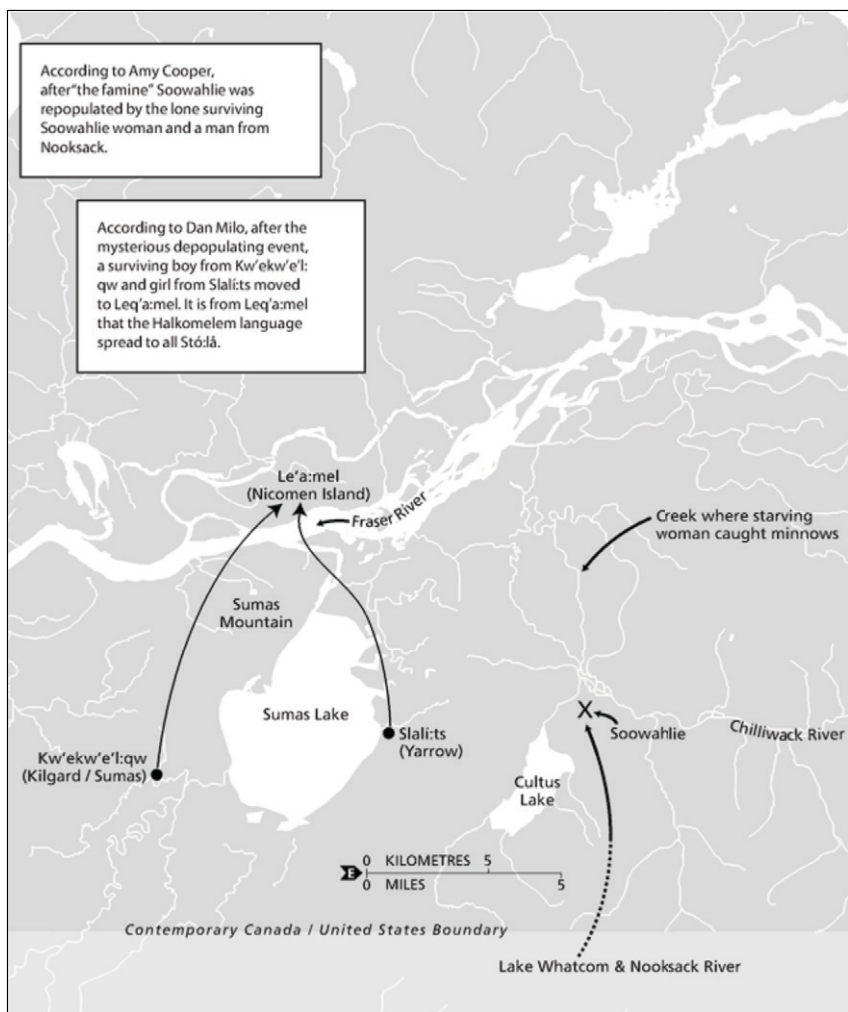 According to Amy Cooper,
after "the famine" Soowahlie was
repopulated by the lone surviving
Soowahlie woman and a man from
Nooksack.
According to Dan Milo, after the
mysterious depopulating event,
a surviving boy from Kw'ekw'e'l:
qw and girl from Slalí:ts moved
to Leq'a:mel. It is from Leq'a:mel
that the Halkomelem language
spread to all Stó:lō.
Le'a:mel
(Nicomen Island)
Fraser River
Creek where starving
woman caught minnows
Sumas
Mountain
Sumas Lake
Slalí:ts
(Yarrow)
X
Soowahlie
Chilliwack River
Kw'ekw'e'l:qw
(Kilgard / Sumas)
Cultus
Lake
0 KILOMETRES 5
E
0 MILES 5
Contemporary Canada / United States Boundary
Lake Whatcom & Nooksack River